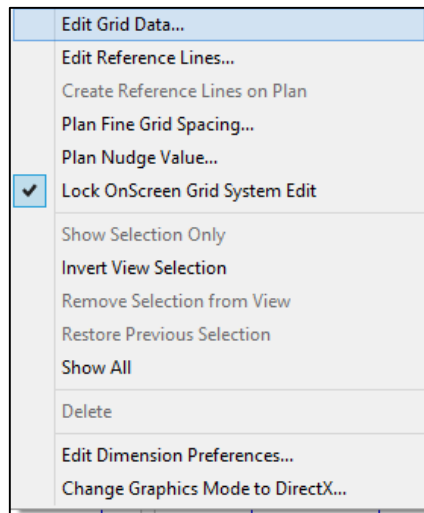 Edit Grid Data...
Edit Reference Lines...
Create Reference Lines on Plan
Plan Fine Grid Spacing...
Plan Nudge Value...
Lock OnScreen Grid System Edit
Show Selection Only
Invert View Selection
Remove Selection from View
Restore Previous Selection
Show All
Delete
Edit Dimension Preferences...
Change Graphics Mode to DirectX...